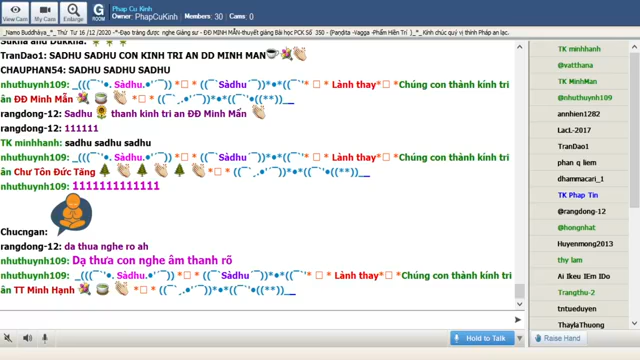 View Cam
My Cam
Enlarge
G
ROOM
Phap Cu Kinh
Owner: PhapCuKinh Members: 30 Cams: 0
_Namo Buddhàya_*_ Thứ Tư 16 /12 /2020 -*-Đạo tràng được nghe Giảng sư - ĐĐ MINH MẪN-thuyết giảng Bài học PCK Số 350 - (Pandita -Vagga -Phẩm Hiền Trí )_*_ Kính chúc quý vị thính Pháp an lạc.
Sukha and Dukkha.
TranDao1: SADHU SADHU CON KINH TRI AN DD MINH MAN
CHAUPHAN54: SADHU SADHU SADHU
nhuthuynh109: _(((¯`'•. Sàdhu.•'´¯)) *□ * ((¯`Sàdhu´¯))*•*((¯`'□ * □ *Lành thay*□ *Chúng con thành kính tri
ân ĐĐ Minh Mẫn *□ * □ *((¯`¸.•'´¯))*•*((¯`((**))__
rangdong-12: Sadhu thanh kinh tri an ĐĐ Minh Mẩn
rangdong-12: 111111
TK minhhanh: sadhu sadhu sadhu
nhuthuynh109: _(((¯`'•. Sàdhu.•'´¯)) *□ * ((¯`Sàdhu´¯))*•*((¯`'□ * □ *Lành thay*□ *Chúng con thành kính tri
ân Chư Tôn Đức Tăng *□ * □ *((¯`¸.•'´¯))*•*((¯`((**))__
nhuthuynh109: 1111111111111
Chucngan:
rangdong-12: da thua nghe ro ah
nhuthuynh109: Dạ thưa con nghe âm thanh rõ
nhuthuynh109: _(((¯`'•. Sàdhu.•'´¯)) *□ * ((¯`Sàdhu´¯))*•*((¯`'□ * □ *Lành thay*□ *Chúng con thành kính tri
ân TT Minh Hạnh *□ * □ *((¯`¸.•'´¯))*•*((¯`((**))__
Hold to Talk
Raise Hand
TK minhhanh
@vatthana
TK MinhMan
@nhuthuynh109
annhien1282
LacL-2017
TranDao1
phan q liem
dhammacari_1
TK Phap Tin
@rangdong-12
@hongnhat
Huyenmong2013
thy lam
Ai Ikeu IEm IDo
Trangthu-2
tntueduong
ThaylaThuong